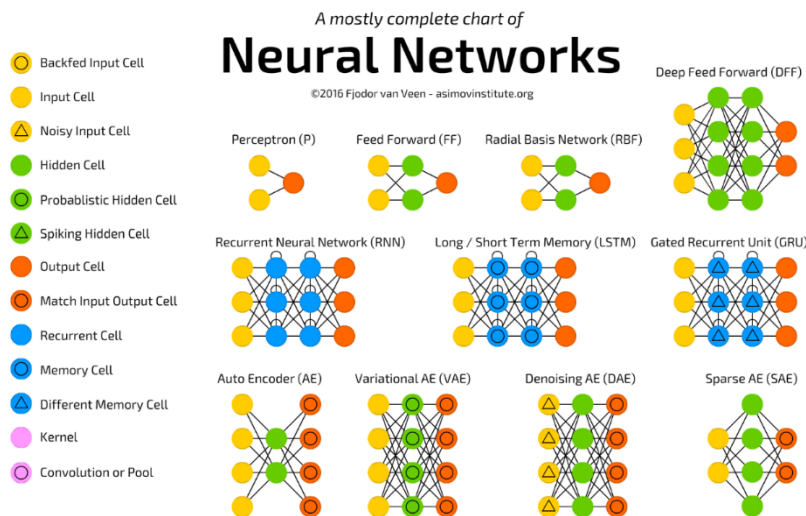 A mostly complete chart of
Neural Networks
©2016 Fjodor van Veen - asimovinstitute.org
Backfed Input Cell
Input Cell
Noisy Input Cell
Hidden Cell
Probablistic Hidden Cell
Spiking Hidden Cell
Output Cell
Match Input Output Cell
Recurrent Cell
Memory Cell
Different Memory Cell
Kernel
Convolution or Pool
Deep Feed Forward (DFF)
Perceptron (P)
Feed Forward (FF)
Radial Basis Network (RBF)
Recurrent Neural Network (RNN)
Long / Short Term Memory (LSTM)
Gated Recurrent Unit (GRU)
Auto Encoder (AE)
Variational AE (VAE)
Denoising AE (DAE)
Sparse AE (SAE)